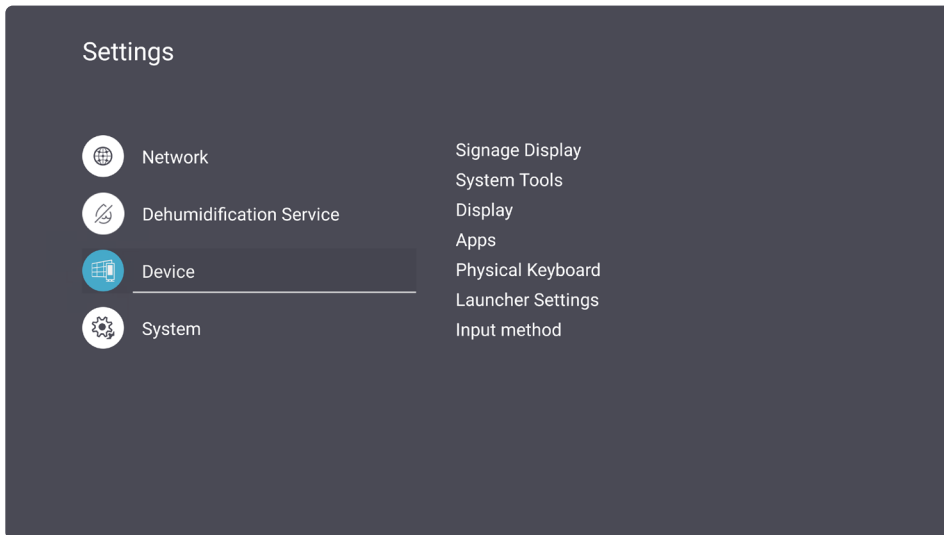 Settings
Network
Dehumidification Service
Device
System
Signage Display
System Tools
Display
Apps
Physical Keyboard
Launcher Settings
Input method